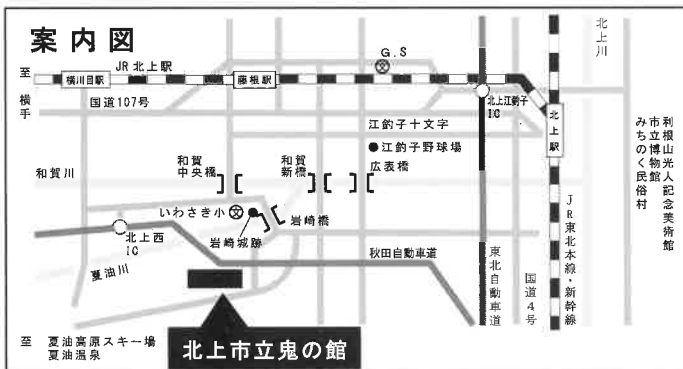 案内図
G.S
JR北上駅
至
横手
横川目駅
藤根駅
国道107号
北上江釣子
IC
北上駅
北上川
江釣子十文字
江釣子野球場
広表橋
和賀
中央橋
和賀
新橋
和賀川
いわさき小
岩崎橋
岩崎城跡
北上西
IC
夏油川
秋田自動車道
東北自動車道
国道4号
JR東北本線・新幹線
利根山光人記念美術館
市立博物館
みちのく民俗村
至 夏油高原スキー場
夏油温泉
北上市立鬼の館